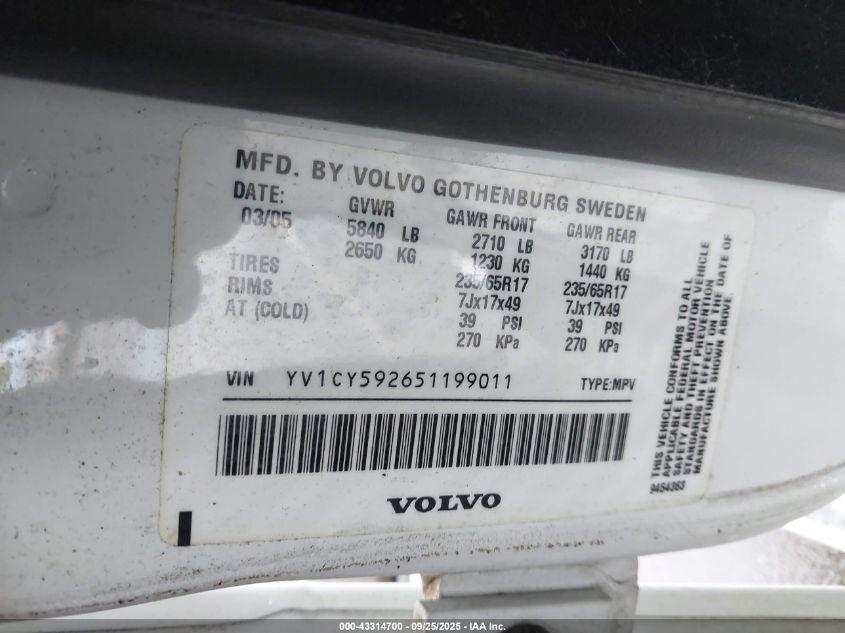 MFD. BY VOLVO GOTHENBURG SWEDEN
DATE: GVWR GAWR FRONT GAWR REAR
03/05 5840 LB 2710 LB 3170 LB
2650 KG 1230 KG 1440 KG
TIRES 235/65R17 235/65R17
RIMS 7Jx17x49 7Jx17x49
AT (COLD) 39 PSI 39 PSI
270 KPa 270 KPa
VIN YV1CY592651199011 TYPE:MPV
VOLVO
THIS VEHICLE CONFORMS TO ALL
APPLICABLE FEDERAL MOTOR VEHICLE
SAFETY AND THEFT PREVENTION
STANDARDS IN EFFECT ON THE DATE OF
MANUFACTURE SHOWN ABOVE
9454363
000-43314700 - 09/25/2025 - IAA Inc.